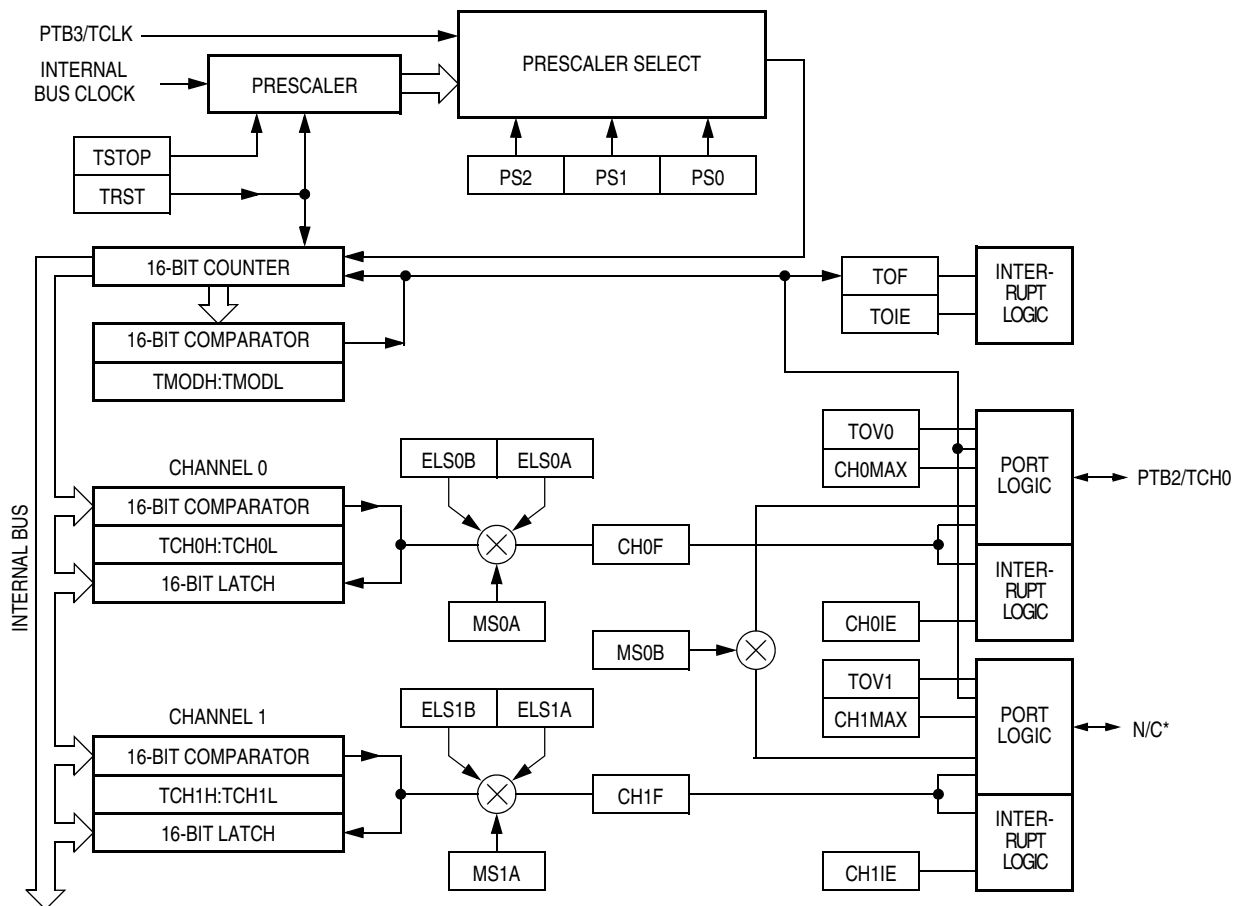 PTB3/TCLK
INTERNAL
BUS CLOCK
PRESCALER
PRESCALER SELECT
TSTOP
TRST
PS2
PS1
PS0
16-BIT COUNTER
16-BIT COMPARATOR
TMODH:TMODL
TOF
TOIE
INTER-
RUPT
LOGIC
INTERNAL BUS
CHANNEL 0
16-BIT COMPARATOR
TCH0H:TCH0L
16-BIT LATCH
ELS0B
ELS0A
MS0A
CH0F
TOV0
CH0MAX
PORT
LOGIC
PTB2/TCH0
INTER-
RUPT
LOGIC
CH0IE
MS0B
CHANNEL 1
16-BIT COMPARATOR
TCH1H:TCH1L
16-BIT LATCH
ELS1B
ELS1A
MS1A
CH1F
TOV1
CH1MAX
PORT
LOGIC
N/C*
INTER-
RUPT
LOGIC
CH1IE